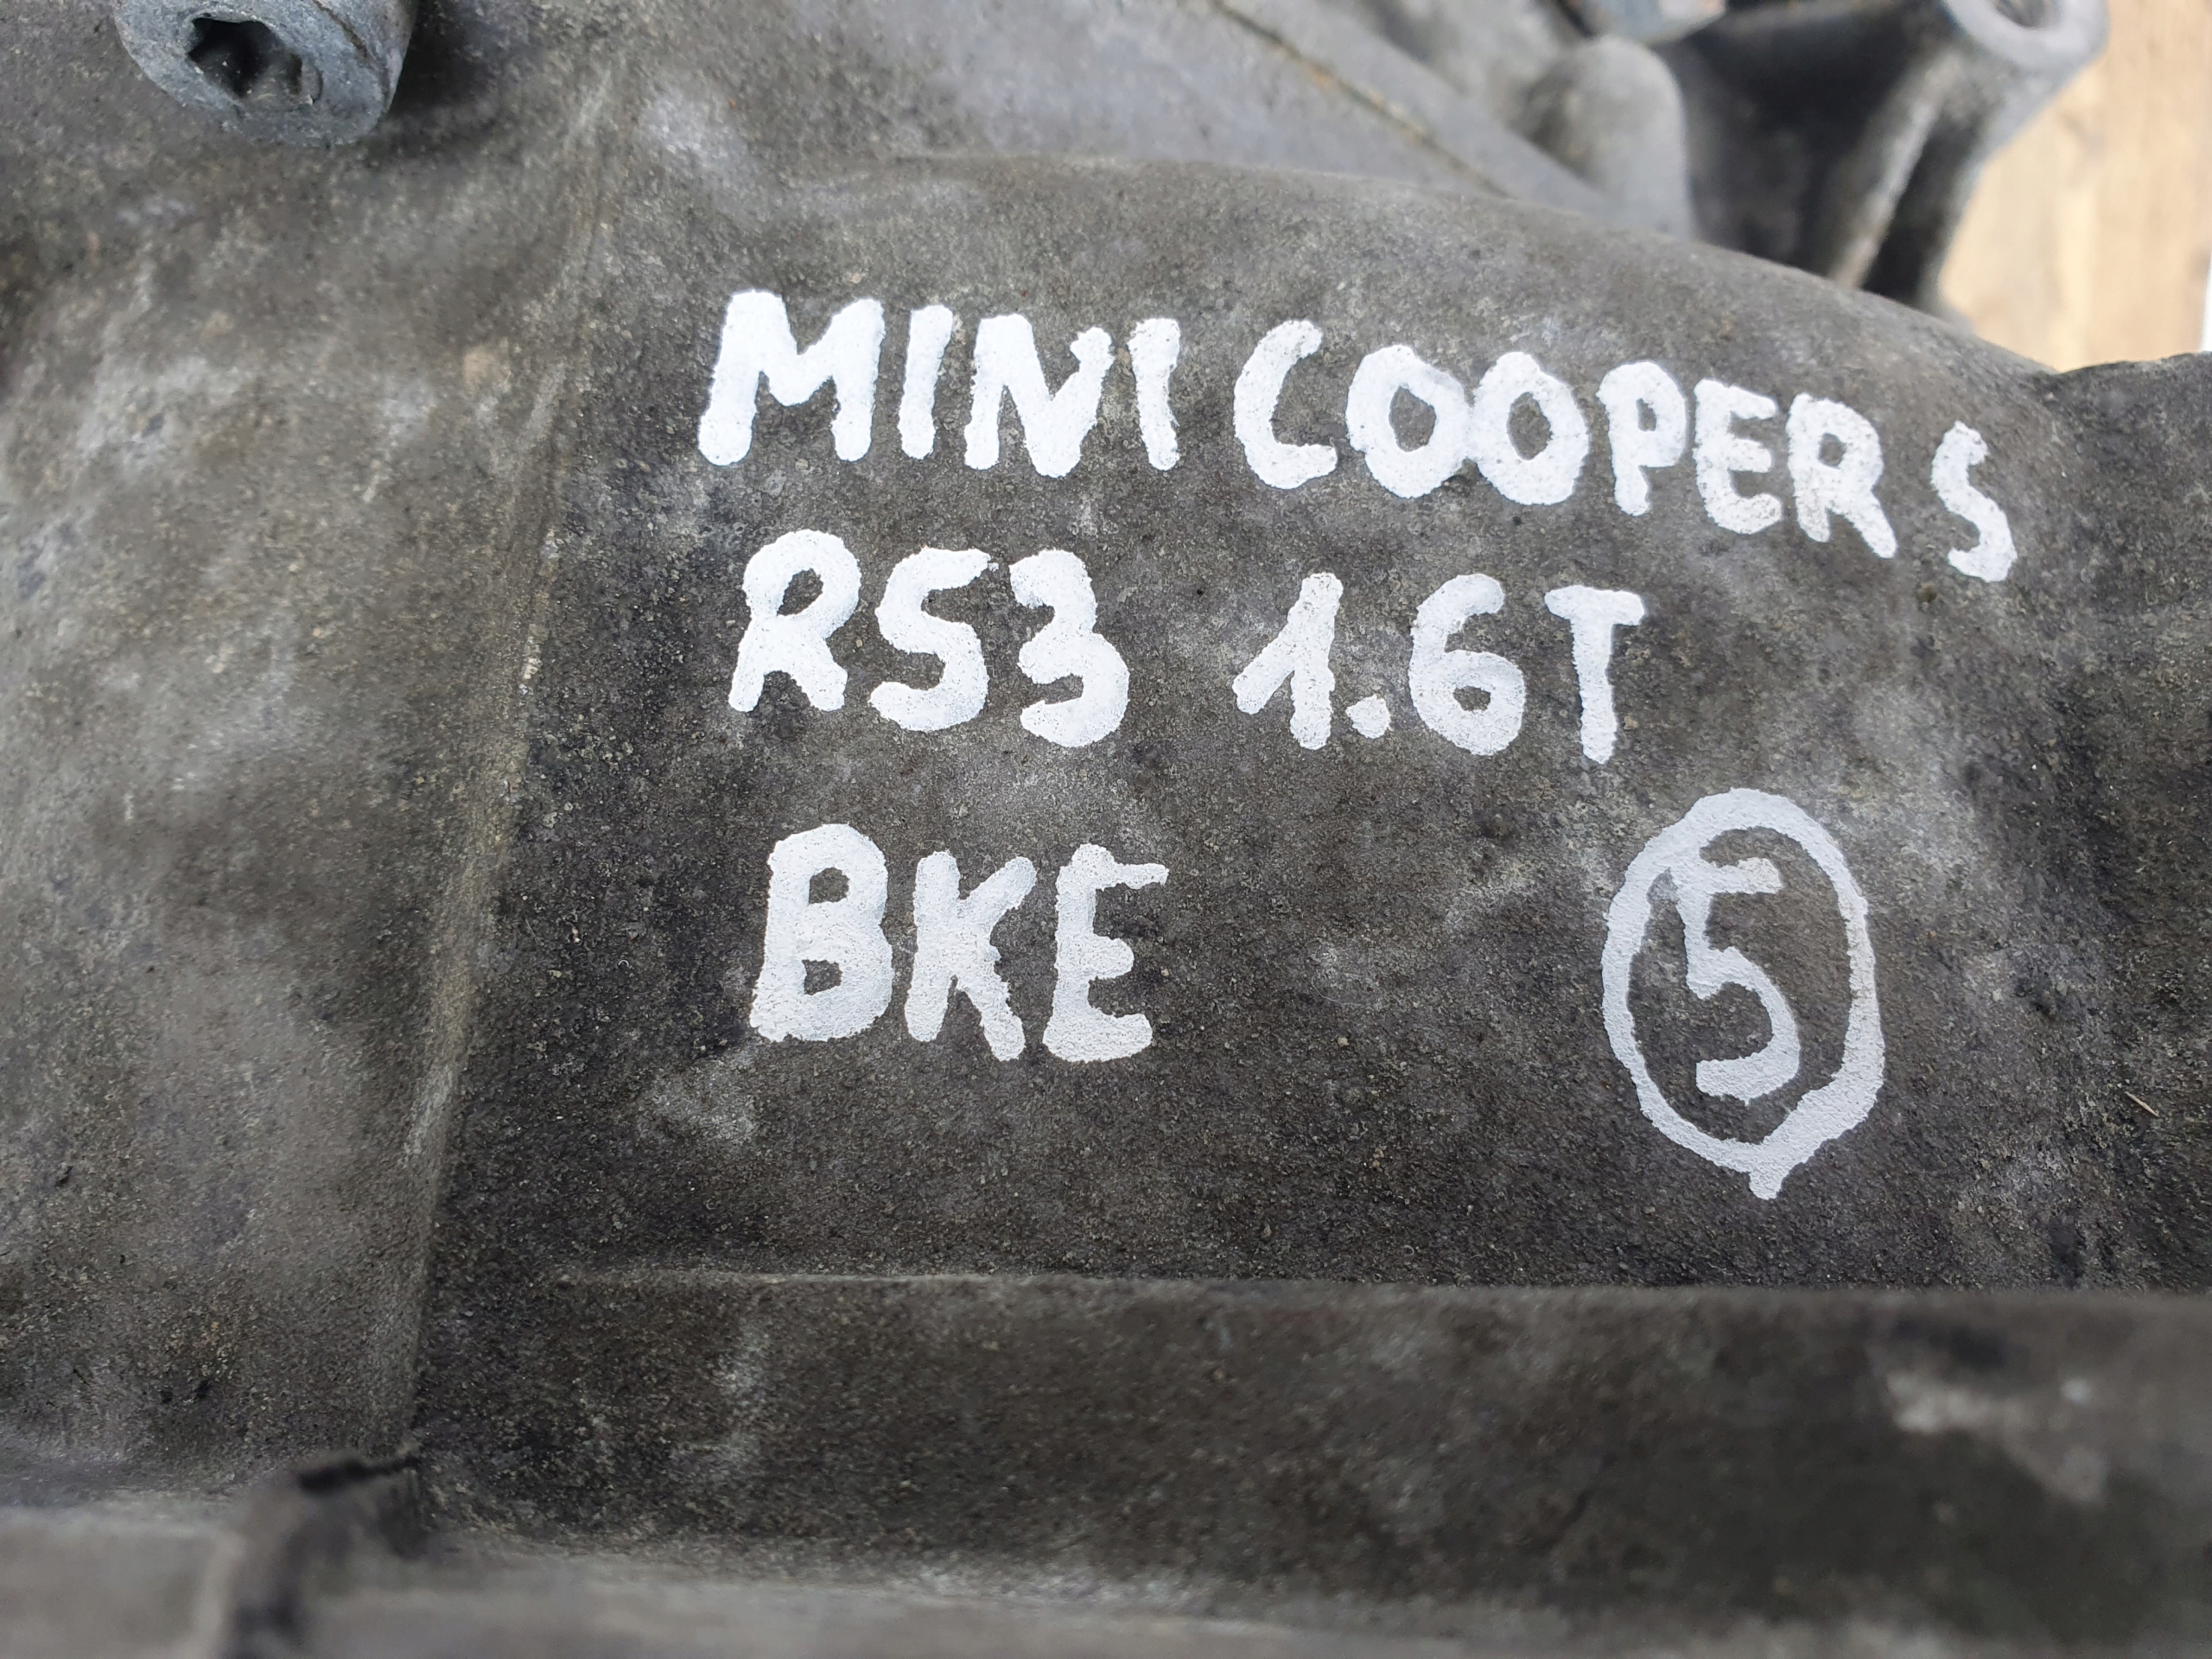 MINI COOPER S
R53 1.6T
BKE
5